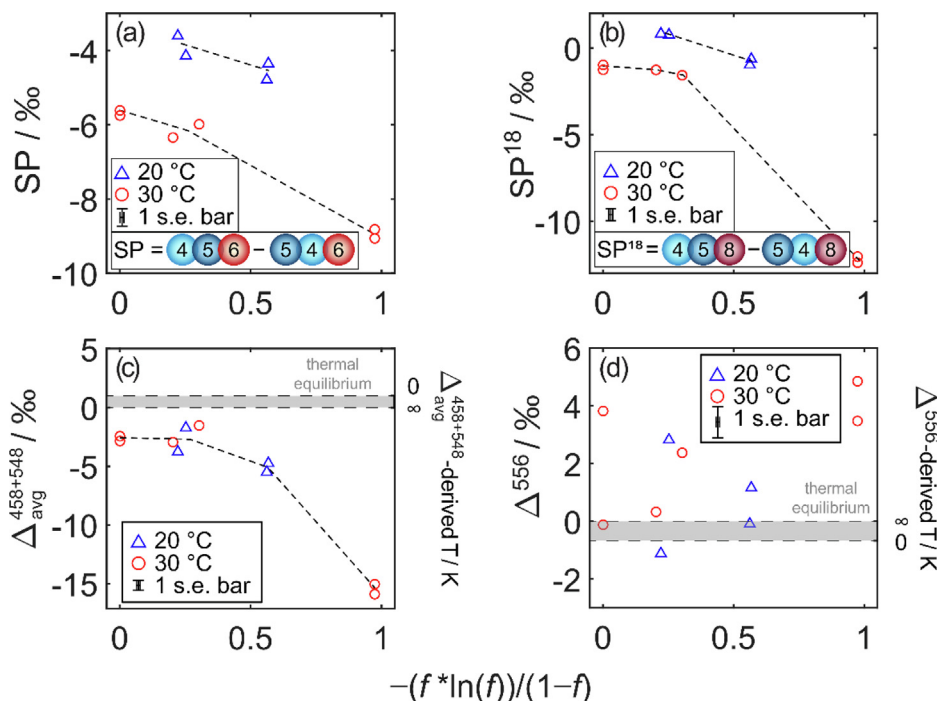 (a)
SP / ‰
-4
-6
-8
-10
20 °C
30 °C
1 s.e. bar
SP = 4 5 6 – 5 4 6
0 0.5 1
(b)
SP18 / ‰
0
-5
-10
20 °C
30 °C
1 s.e. bar
SP18= 4 5 8 – 5 4 8
0 0.5 1
(c)
Δ458+548avg / ‰
5
0
-5
-10
-15
thermal
equilibrium
0
∞
Δ458+548avg-derived T / K
20 °C
30 °C
1 s.e. bar
0 0.5 1
(d)
Δ556 / ‰
6
4
2
0
-2
20 °C
30 °C
1 s.e. bar
thermal
equilibrium
∞
0
Δ556-derived T / K
0 0.5 1
−(f *ln(f))/(1−f)